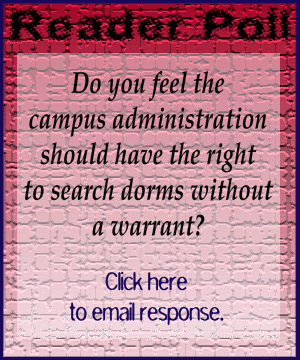 Reader Poll
Do you feel the
campus administration
should have the right
to search dorms without
a warrant?
Click here
to email response.